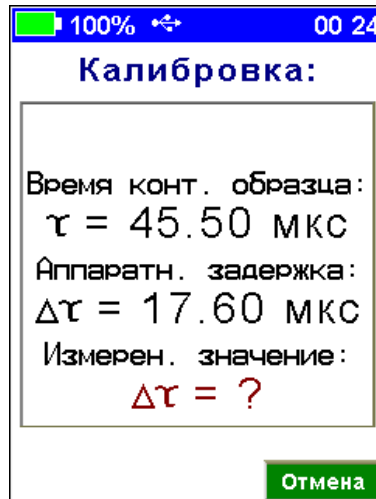 100% 00 24
Калибровка:
Время конт. образца:
τ = 45.50 мкс
Аппаратн. задержка:
Δτ = 17.60 мкс
Измерен. значение:
Δτ = ?
Отмена